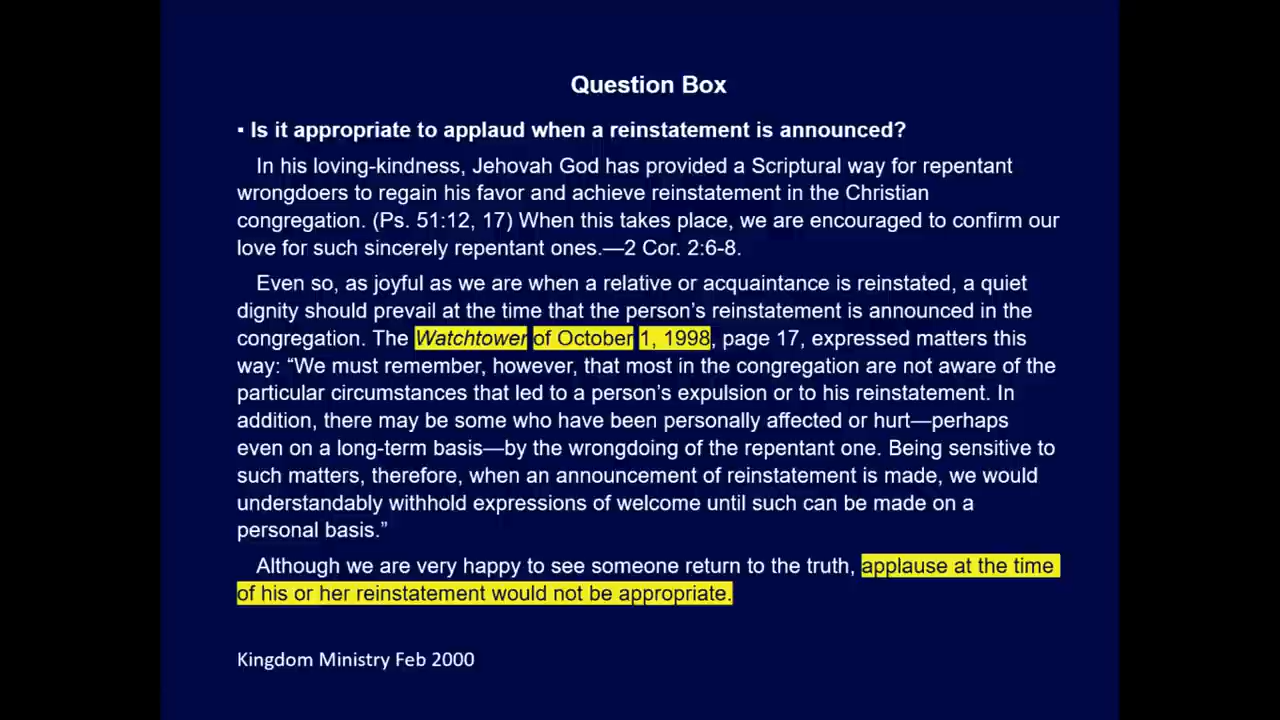 Question Box
▪ Is it appropriate to applaud when a reinstatement is announced?
In his loving-kindness, Jehovah God has provided a Scriptural way for repentant
wrongdoers to regain his favor and achieve reinstatement in the Christian
congregation. (Ps. 51:12, 17) When this takes place, we are encouraged to confirm our
love for such sincerely repentant ones.—2 Cor. 2:6-8.
Even so, as joyful as we are when a relative or acquaintance is reinstated, a quiet
dignity should prevail at the time that the person’s reinstatement is announced in the
congregation. The Watchtower of October 1, 1998, page 17, expressed matters this
way: “We must remember, however, that most in the congregation are not aware of the
particular circumstances that led to a person’s expulsion or to his reinstatement. In
addition, there may be some who have been personally affected or hurt—perhaps
even on a long-term basis—by the wrongdoing of the repentant one. Being sensitive to
such matters, therefore, when an announcement of reinstatement is made, we would
understandably withhold expressions of welcome until such can be made on a
personal basis.”
Although we are very happy to see someone return to the truth, applause at the time
of his or her reinstatement would not be appropriate.
Kingdom Ministry Feb 2000